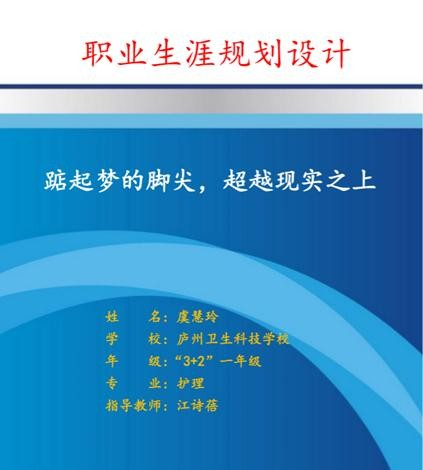 职业生涯规划设计
踮起梦的脚尖，超越现实之上
姓 名：虞慧玲
学 校：庐州卫生科技学校
年 级：“3+2”一年级
专 业：护理
指导教师：江诗蓓